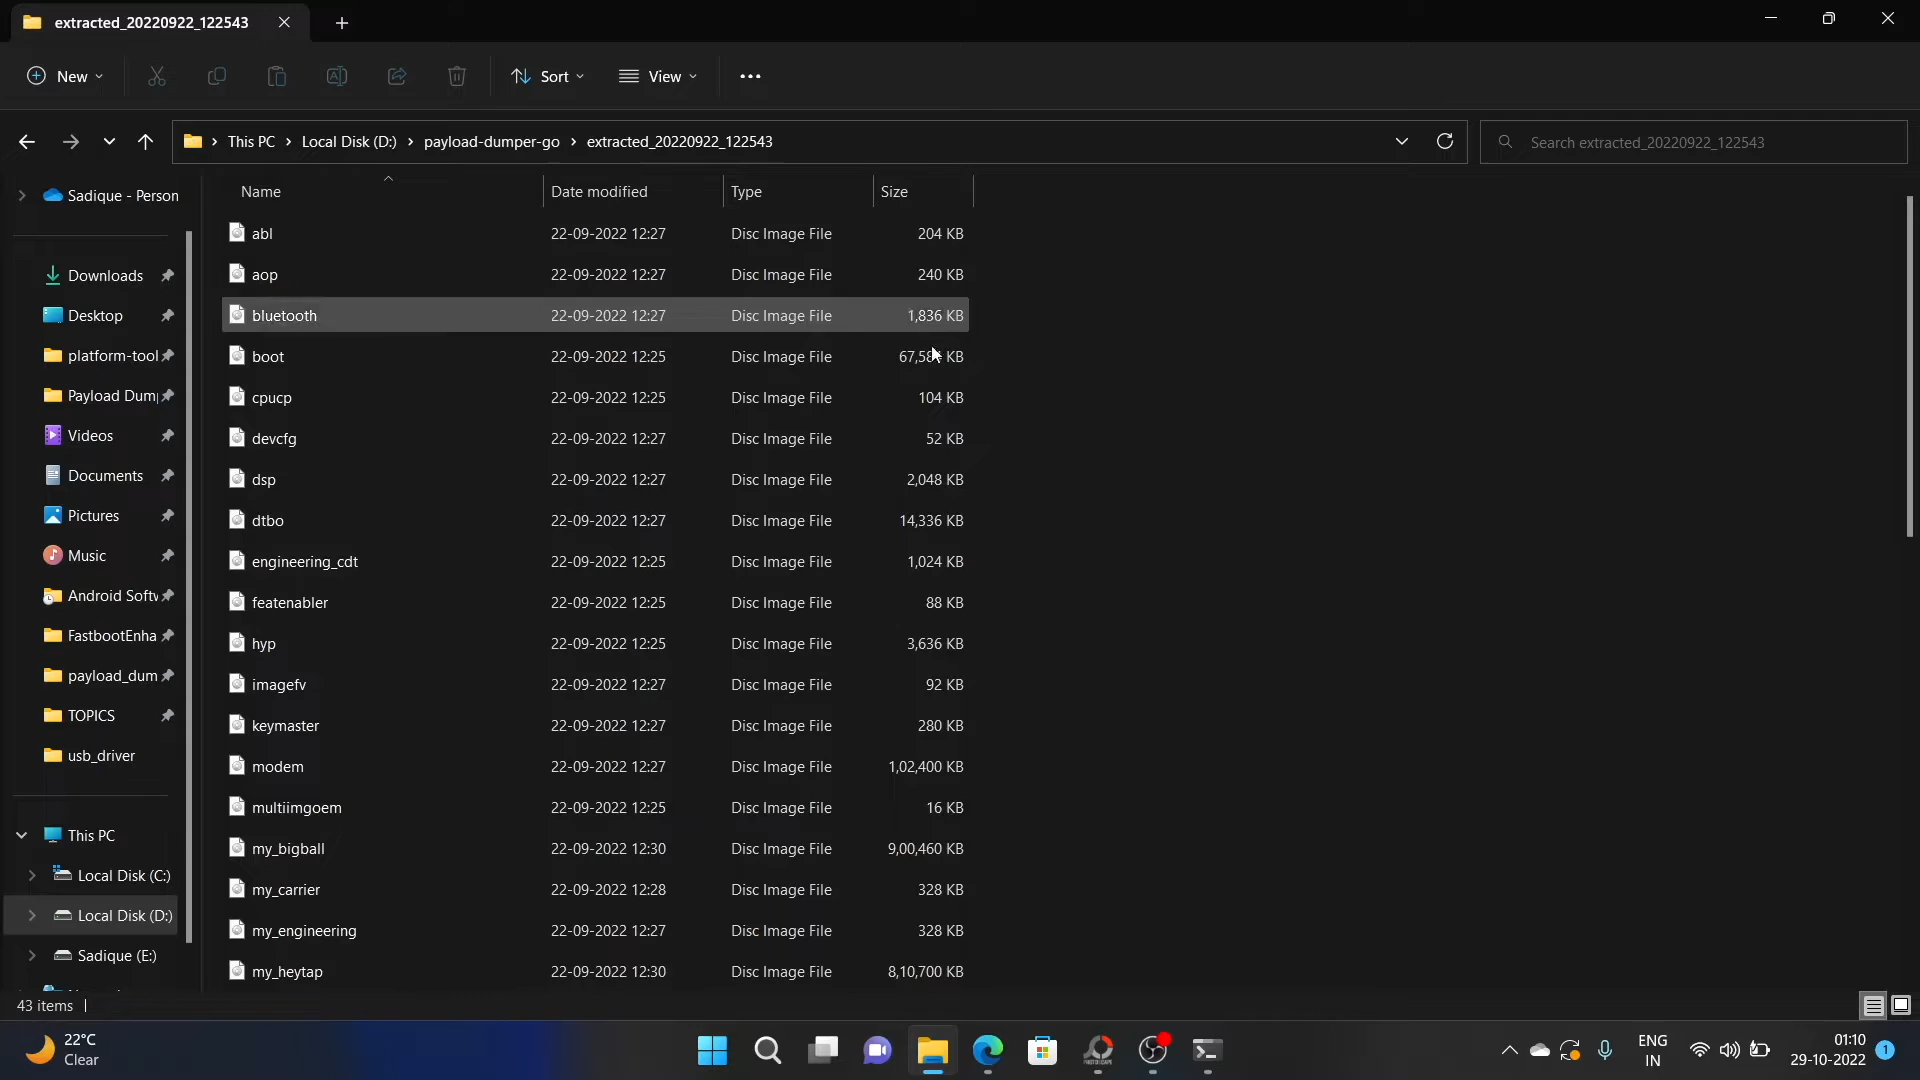 extracted_20220922_122543
New
Sort
View
This PC
Local Disk (D:)
payload-dumper-go
extracted_20220922_122543
Search extracted_20220922_122543
Name
Date modified
Type
Size
Sadique - Person
Downloads
Desktop
platform-tool
Payload Dum
Videos
Documents
Pictures
Music
Android Softw
FastbootEnha
payload_dum
TOPICS
usb_driver
This PC
Local Disk (C:)
Local Disk (D:)
Sadique (E:)
abl 22-09-2022 12:27 Disc Image File 204 KB
aop 22-09-2022 12:27 Disc Image File 240 KB
bluetooth 22-09-2022 12:27 Disc Image File 1,836 KB
boot 22-09-2022 12:25 Disc Image File KB
cpucp 22-09-2022 12:25 Disc Image File 104 KB
devcfg 22-09-2022 12:27 Disc Image File 52 KB
dsp 22-09-2022 12:27 Disc Image File 2,048 KB
dtbo 22-09-2022 12:27 Disc Image File 14,336 KB
engineering_cdt 22-09-2022 12:25 Disc Image File 1,024 KB
featenabler 22-09-2022 12:25 Disc Image File 88 KB
hyp 22-09-2022 12:25 Disc Image File 3,636 KB
imagefv 22-09-2022 12:27 Disc Image File 92 KB
keymaster 22-09-2022 12:27 Disc Image File 280 KB
modem 22-09-2022 12:27 Disc Image File 1,02,400 KB
multiimgoem 22-09-2022 12:25 Disc Image File 16 KB
my_bigball 22-09-2022 12:30 Disc Image File 9,00,460 KB
my_carrier 22-09-2022 12:28 Disc Image File 328 KB
my_engineering 22-09-2022 12:27 Disc Image File 328 KB
my_heytap 22-09-2022 12:30 Disc Image File 8,10,700 KB
43 items
22°C
Clear
ENG
IN
01:10
29-10-2022
1